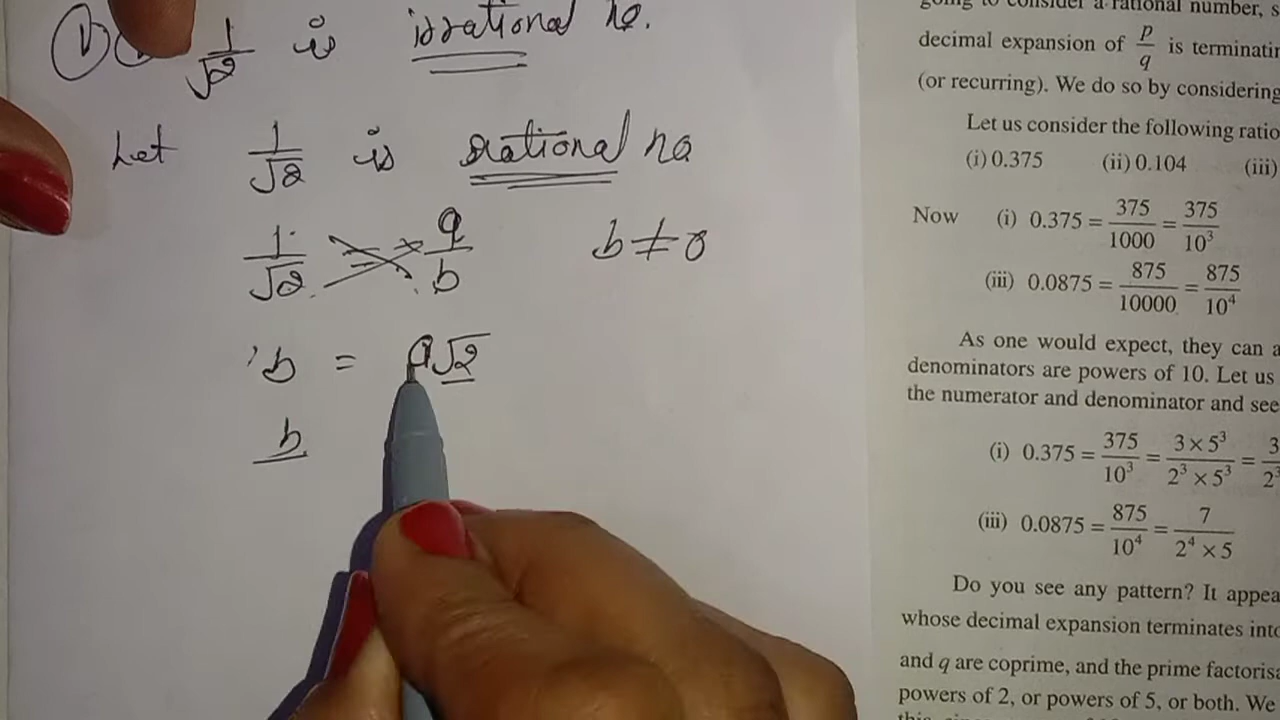 1/√2 is irrational no.
Let 1/√2 is rational no
1/√2 = a/b b ≠ 0
b = a√2
b
going to consider a rational number, s
decimal expansion of p/q is terminatin
(or recurring). We do so by considering
Let us consider the following ratio
(i) 0.375 (ii) 0.104 (iii)
Now (i) 0.375 = 375/1000 = 375/10³
(iii) 0.0875 = 875/10000 = 875/10⁴
As one would expect, they can a
denominators are powers of 10. Let us
the numerator and denominator and see
(i) 0.375 = 375/10³ = 3 × 5³/2³ × 5³ = 3/2³
(iii) 0.0875 = 875/10⁴ = 7/2⁴ × 5
Do you see any pattern? It appea
whose decimal expansion terminates into
and q are coprime, and the prime factorisa
powers of 2, or powers of 5, or both. We